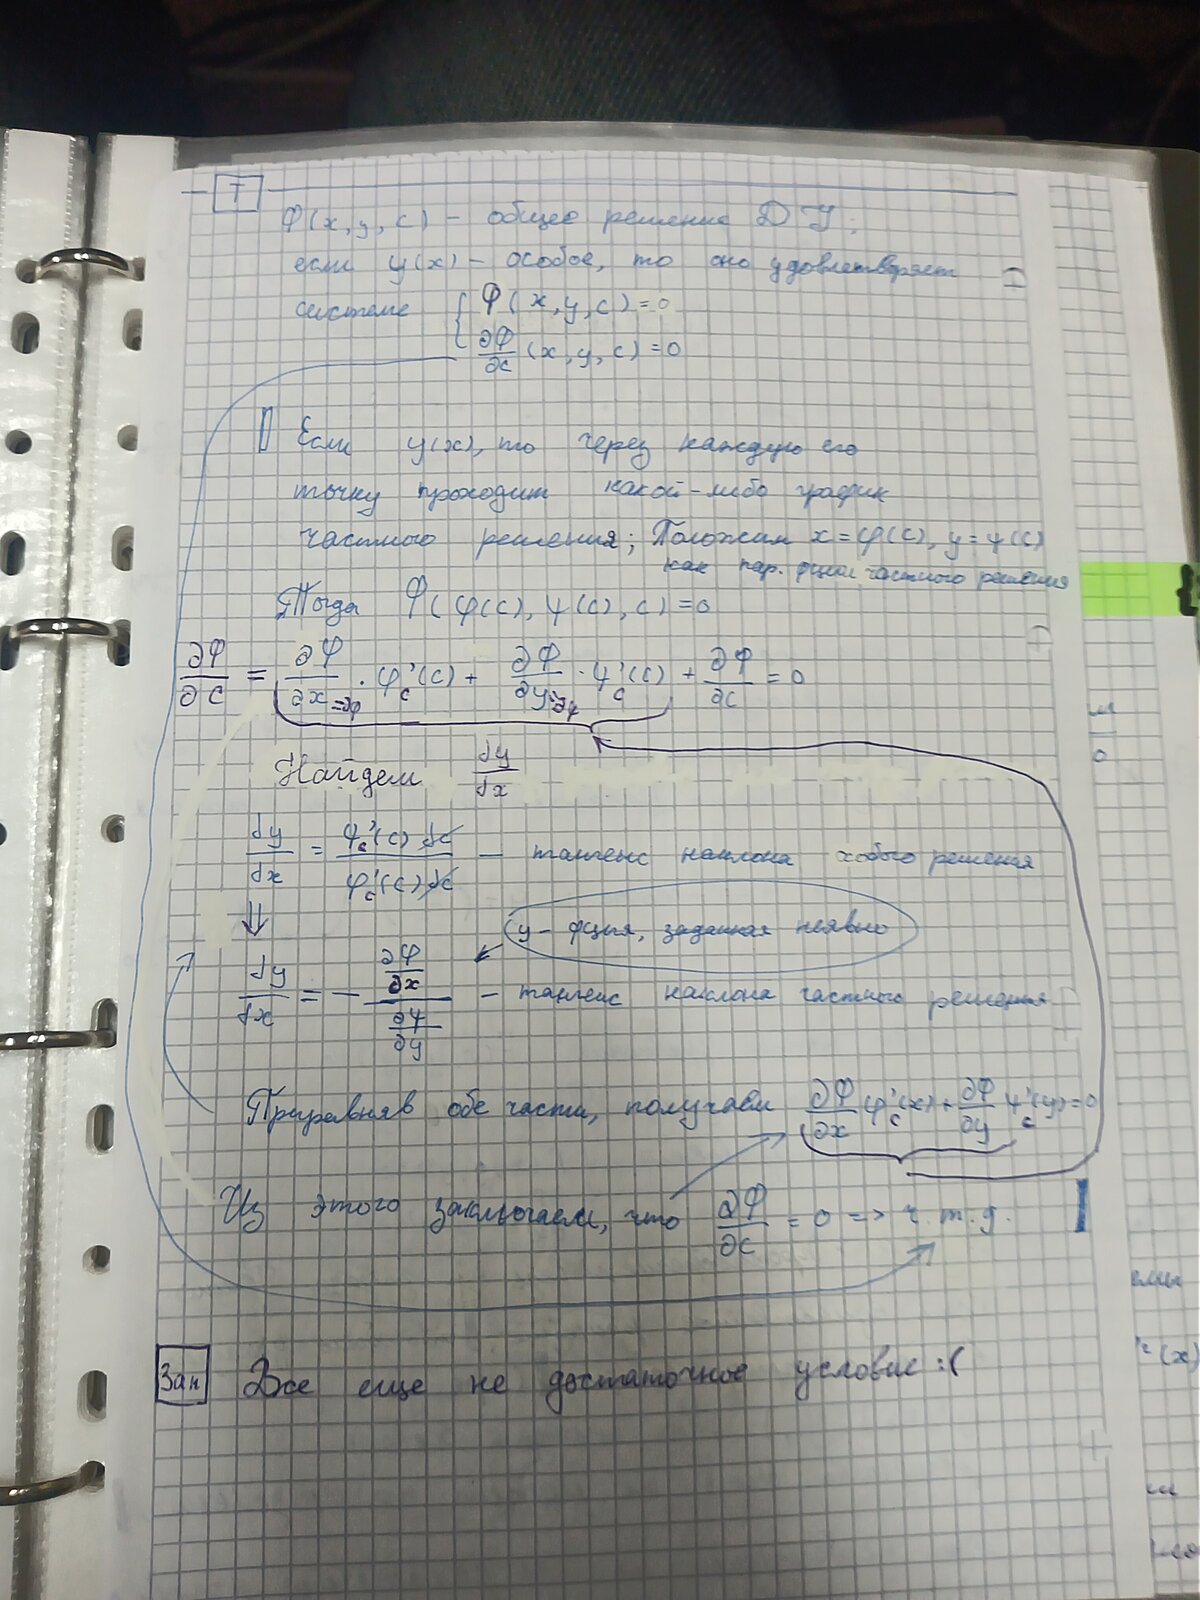 Т
Φ(x,y,c) - общее решение ДУ;
если y(x) - особое, то оно удовлетворяет
системе { Φ(x,y,c)=0
∂Φ/∂c (x,y,c)=0
Если y(x), то через каждую его
точку проходит какой-либо график
частного решения; Положим x=φ(c), y=ψ(c)
как пар. фции частного решения
Тогда Φ(φ(c), ψ(c), c)=0
∂Φ/∂c = ∂Φ/∂x=∂φ · φ'c(c) + ∂Φ/∂y=∂ψ · ψ'c(c) + ∂Φ/∂c = 0
Найдем dy/dx
dy/dx = ψ'c(c) dc / φ'c(c) dc - тангенс наклона особого решения
⇓
y - фция, заданная неявно
dy/dx = - ∂Φ/∂x / ∂Φ/∂y - тангенс наклона частного решения
Приравняв обе части, получаем ∂Φ/∂x φ'c(x) + ∂Φ/∂y ψ'c(y)=0
Из этого заключаем, что ∂Φ/∂c = 0 => ч.т.д.
Зам Все еще не достаточное условие :(
м
0
(x)